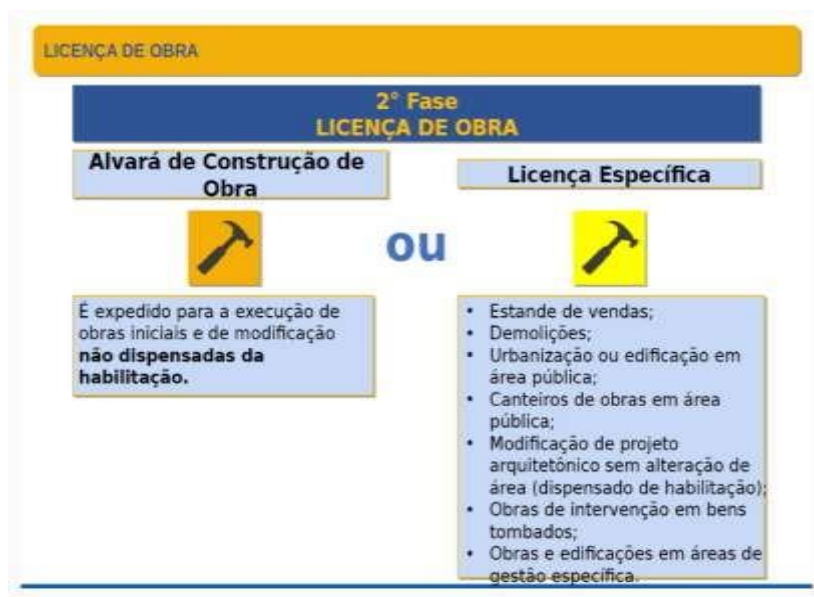 LICENÇA DE OBRA
2° Fase
LICENÇA DE OBRA
Alvará de Construção de
Obra
ou
Licença Específica
É expedido para a execução de
obras iniciais e de modificação
não dispensadas da
habilitação.
• Estande de vendas;
• Demolições;
• Urbanização ou edificação em
área pública;
• Canteiros de obras em área
pública;
• Modificação de projeto
arquitetônico sem alteração de
área (dispensado de habilitação);
• Obras de intervenção em bens
tombados;
• Obras e edificações em áreas de
gestão específica.